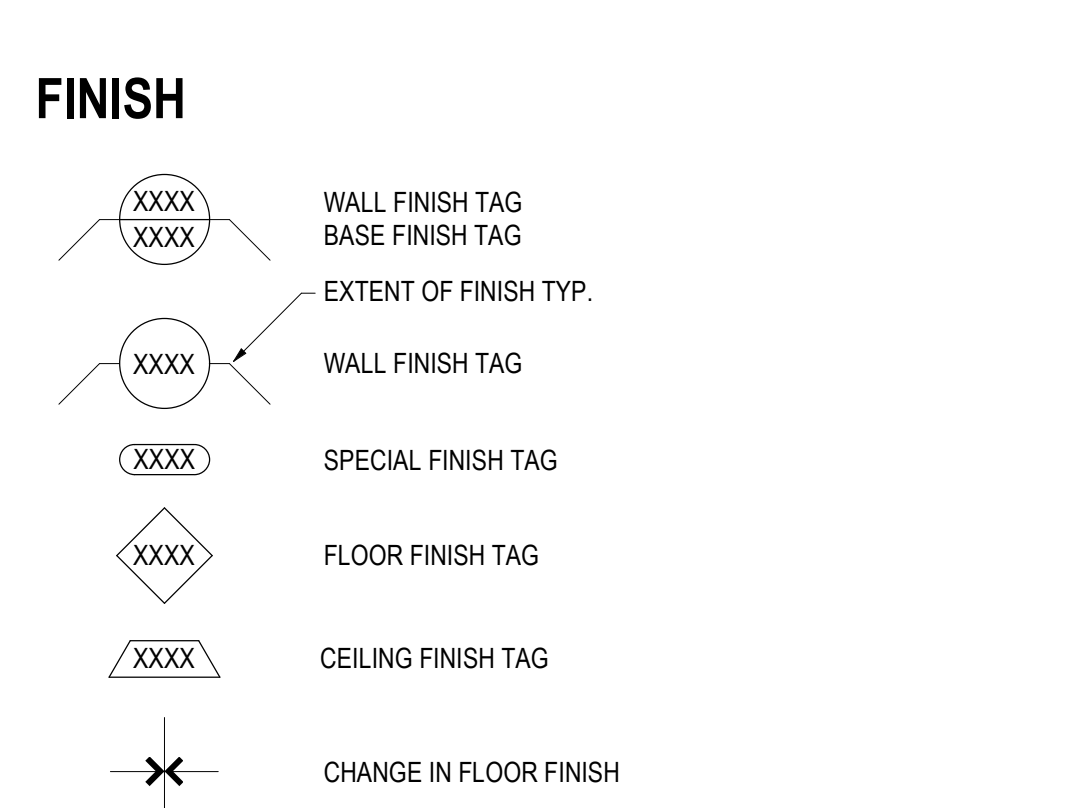 FINISH
XXXX
WALL FINISH TAG
XXXX
BASE FINISH TAG
EXTENT OF FINISH TYP.
XXXX
WALL FINISH TAG
XXXX
SPECIAL FINISH TAG
XXXX
FLOOR FINISH TAG
XXXX
CEILING FINISH TAG
CHANGE IN FLOOR FINISH